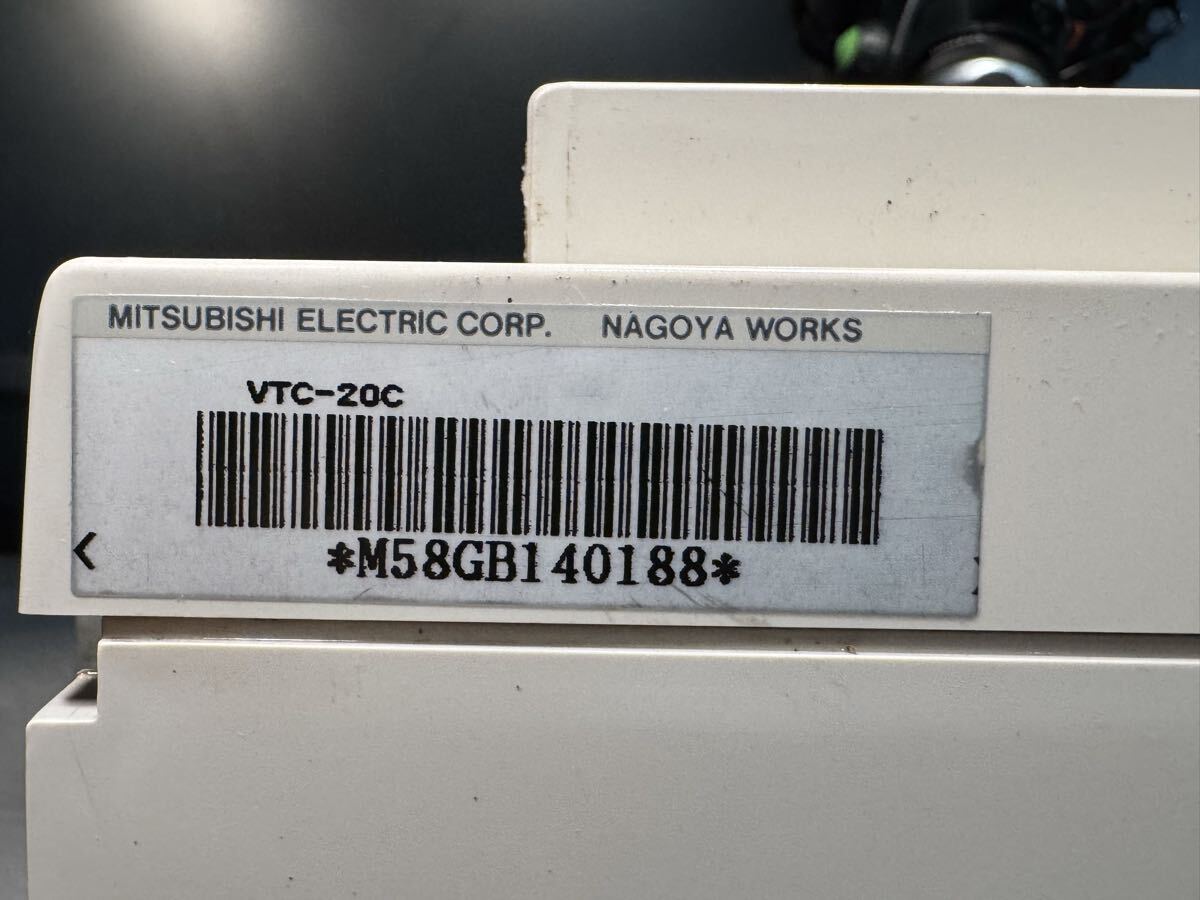 MITSUBISHI ELECTRIC CORP. NAGOYA WORKS
VTC-20C
*M58GB140188*